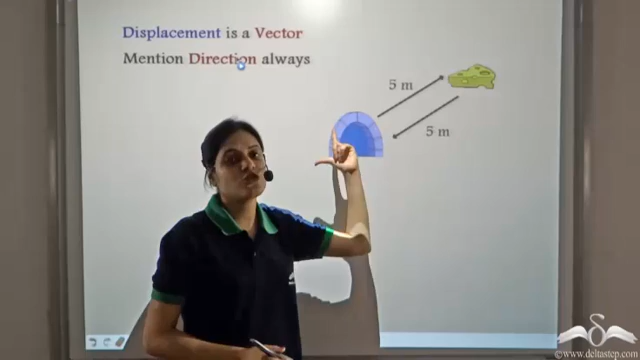 Displacement is a Vector
Mention Direction always
5 m
5 m
©www.deltastep.com